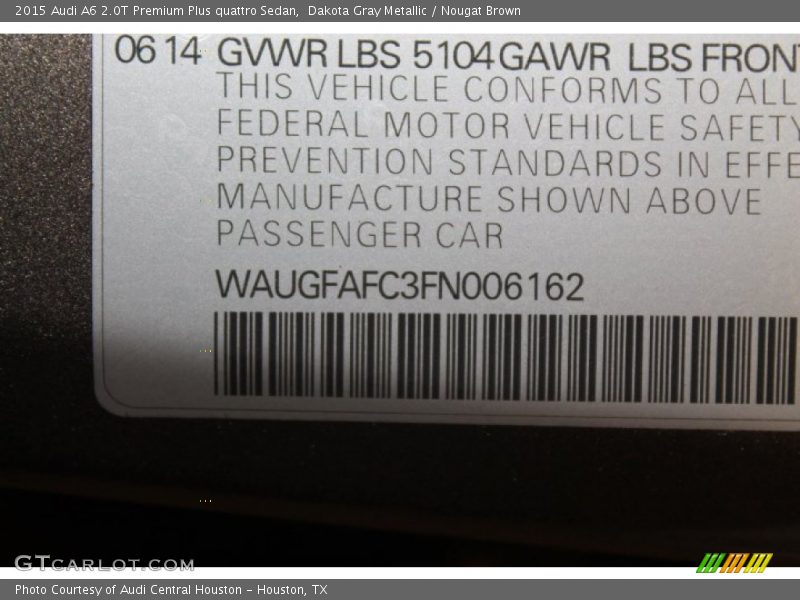 2015 Audi A6 2.0T Premium Plus quattro Sedan, Dakota Gray Metallic / Nougat Brown
06 14 GVWR LBS 5104 GAWR LBS FRONT
THIS VEHICLE CONFORMS TO ALL
FEDERAL MOTOR VEHICLE SAFETY
PREVENTION STANDARDS IN EFFE
MANUFACTURE SHOWN ABOVE
PASSENGER CAR
WAUGFAFC3FN006162
GTCARLOT.COM
Photo Courtesy of Audi Central Houston - Houston, TX